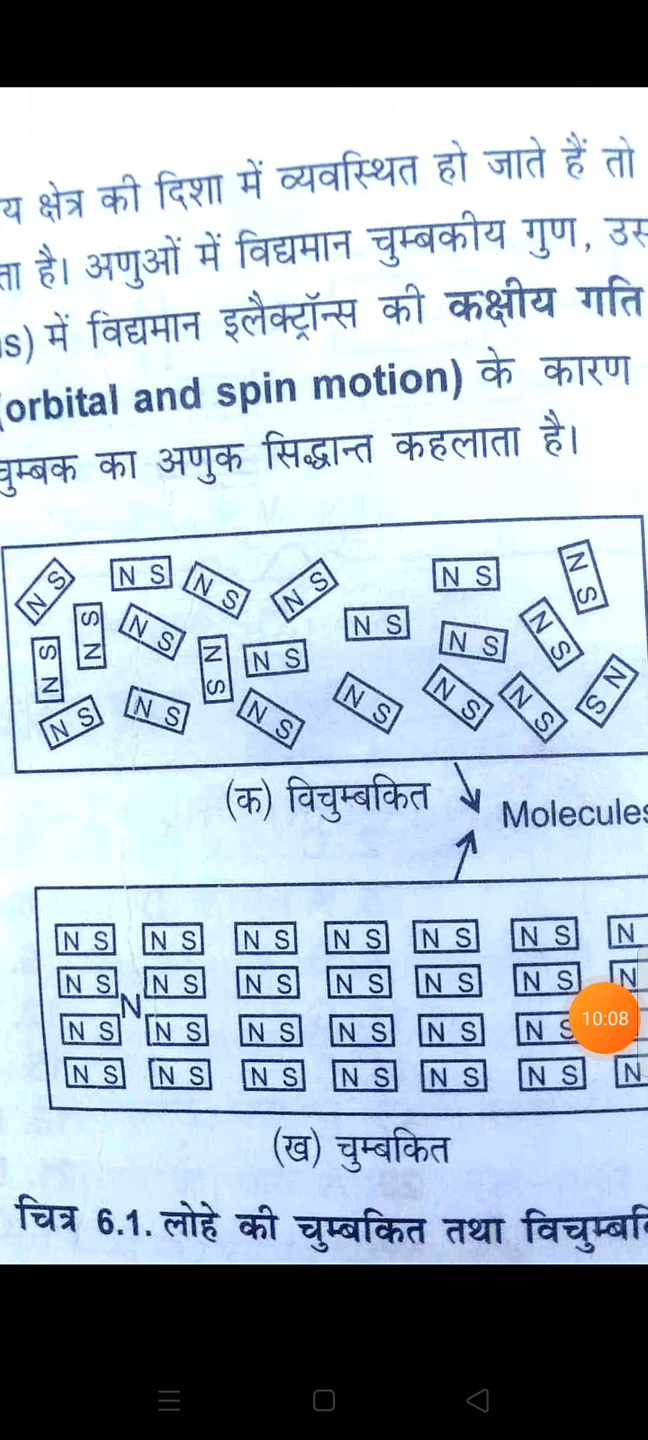 य क्षेत्र की दिशा में व्यवस्थित हो जाते हैं तो
ता है। अणुओं में विद्यमान चुम्बकीय गुण, उस
s) में विद्यमान इलैक्ट्रॉन्स की कक्षीय गति
(orbital and spin motion) के कारण
चुम्बक का अणुक सिद्धान्त कहलाता है।
N S N S N S N S N S N S
S N N S N S N S N S N S
S N N S N S
N S N S N S N S N S N S N S
(क) विचुम्बकित
Molecules
N S N S N S N S N S N S N
N S N S N S N S N S N S N
N
N S N S N S N S N S N S
10:08
N S N S N S N S N S N S N
(ख) चुम्बकित
चित्र 6.1. लोहे की चुम्बकित तथा विचुम्बकि